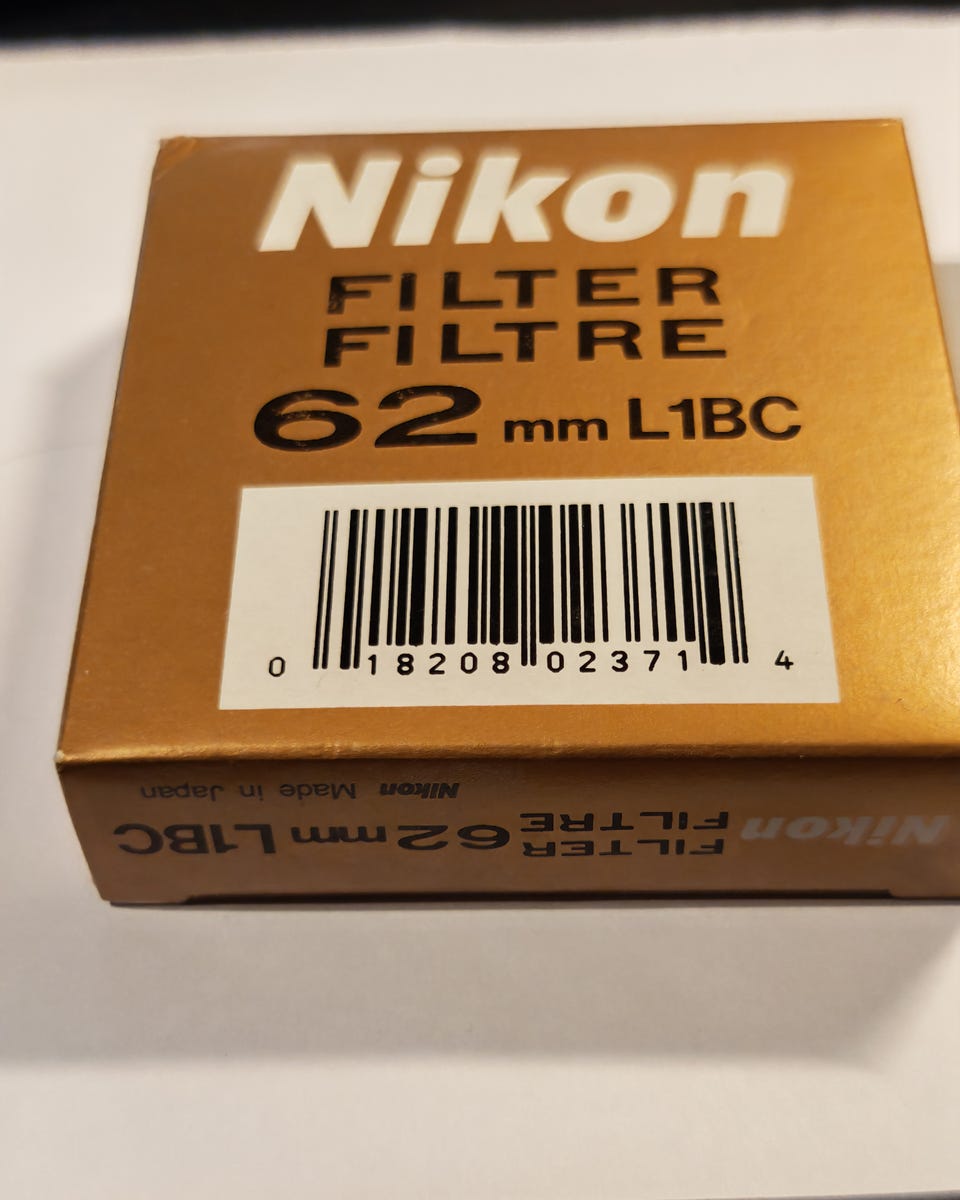 Nikon
FILTER
FILTRE
62 mm L1BC
0 18208 02371 4
Nikon FILTER 62 mm L1BC
FILTRE
Nikon Made in Japan